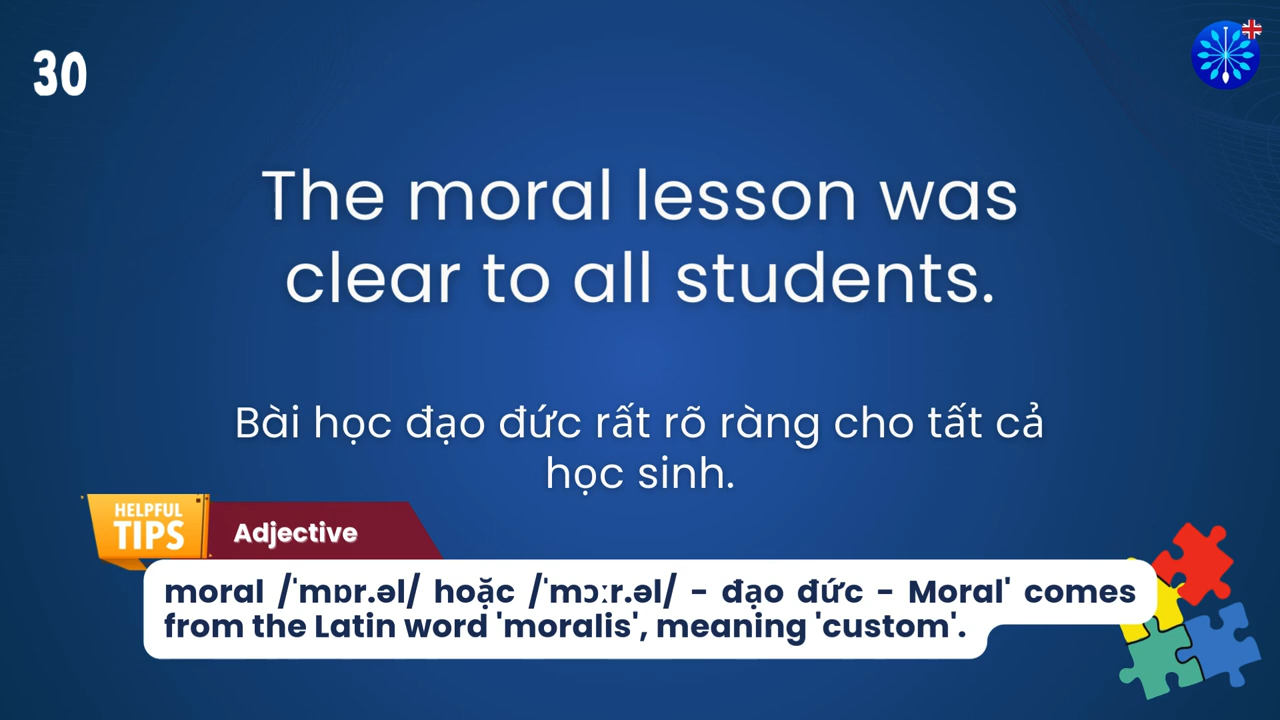 30
The moral lesson was
clear to all students.
Bài học đạo đức rất rõ ràng cho tất cả
học sinh.
HELPFUL
TIPS
Adjective
moral /ˈmɒr.əl/ hoặc /ˈmɔːr.əl/ - đạo đức - Moral' comes
from the Latin word 'moralis', meaning 'custom'.